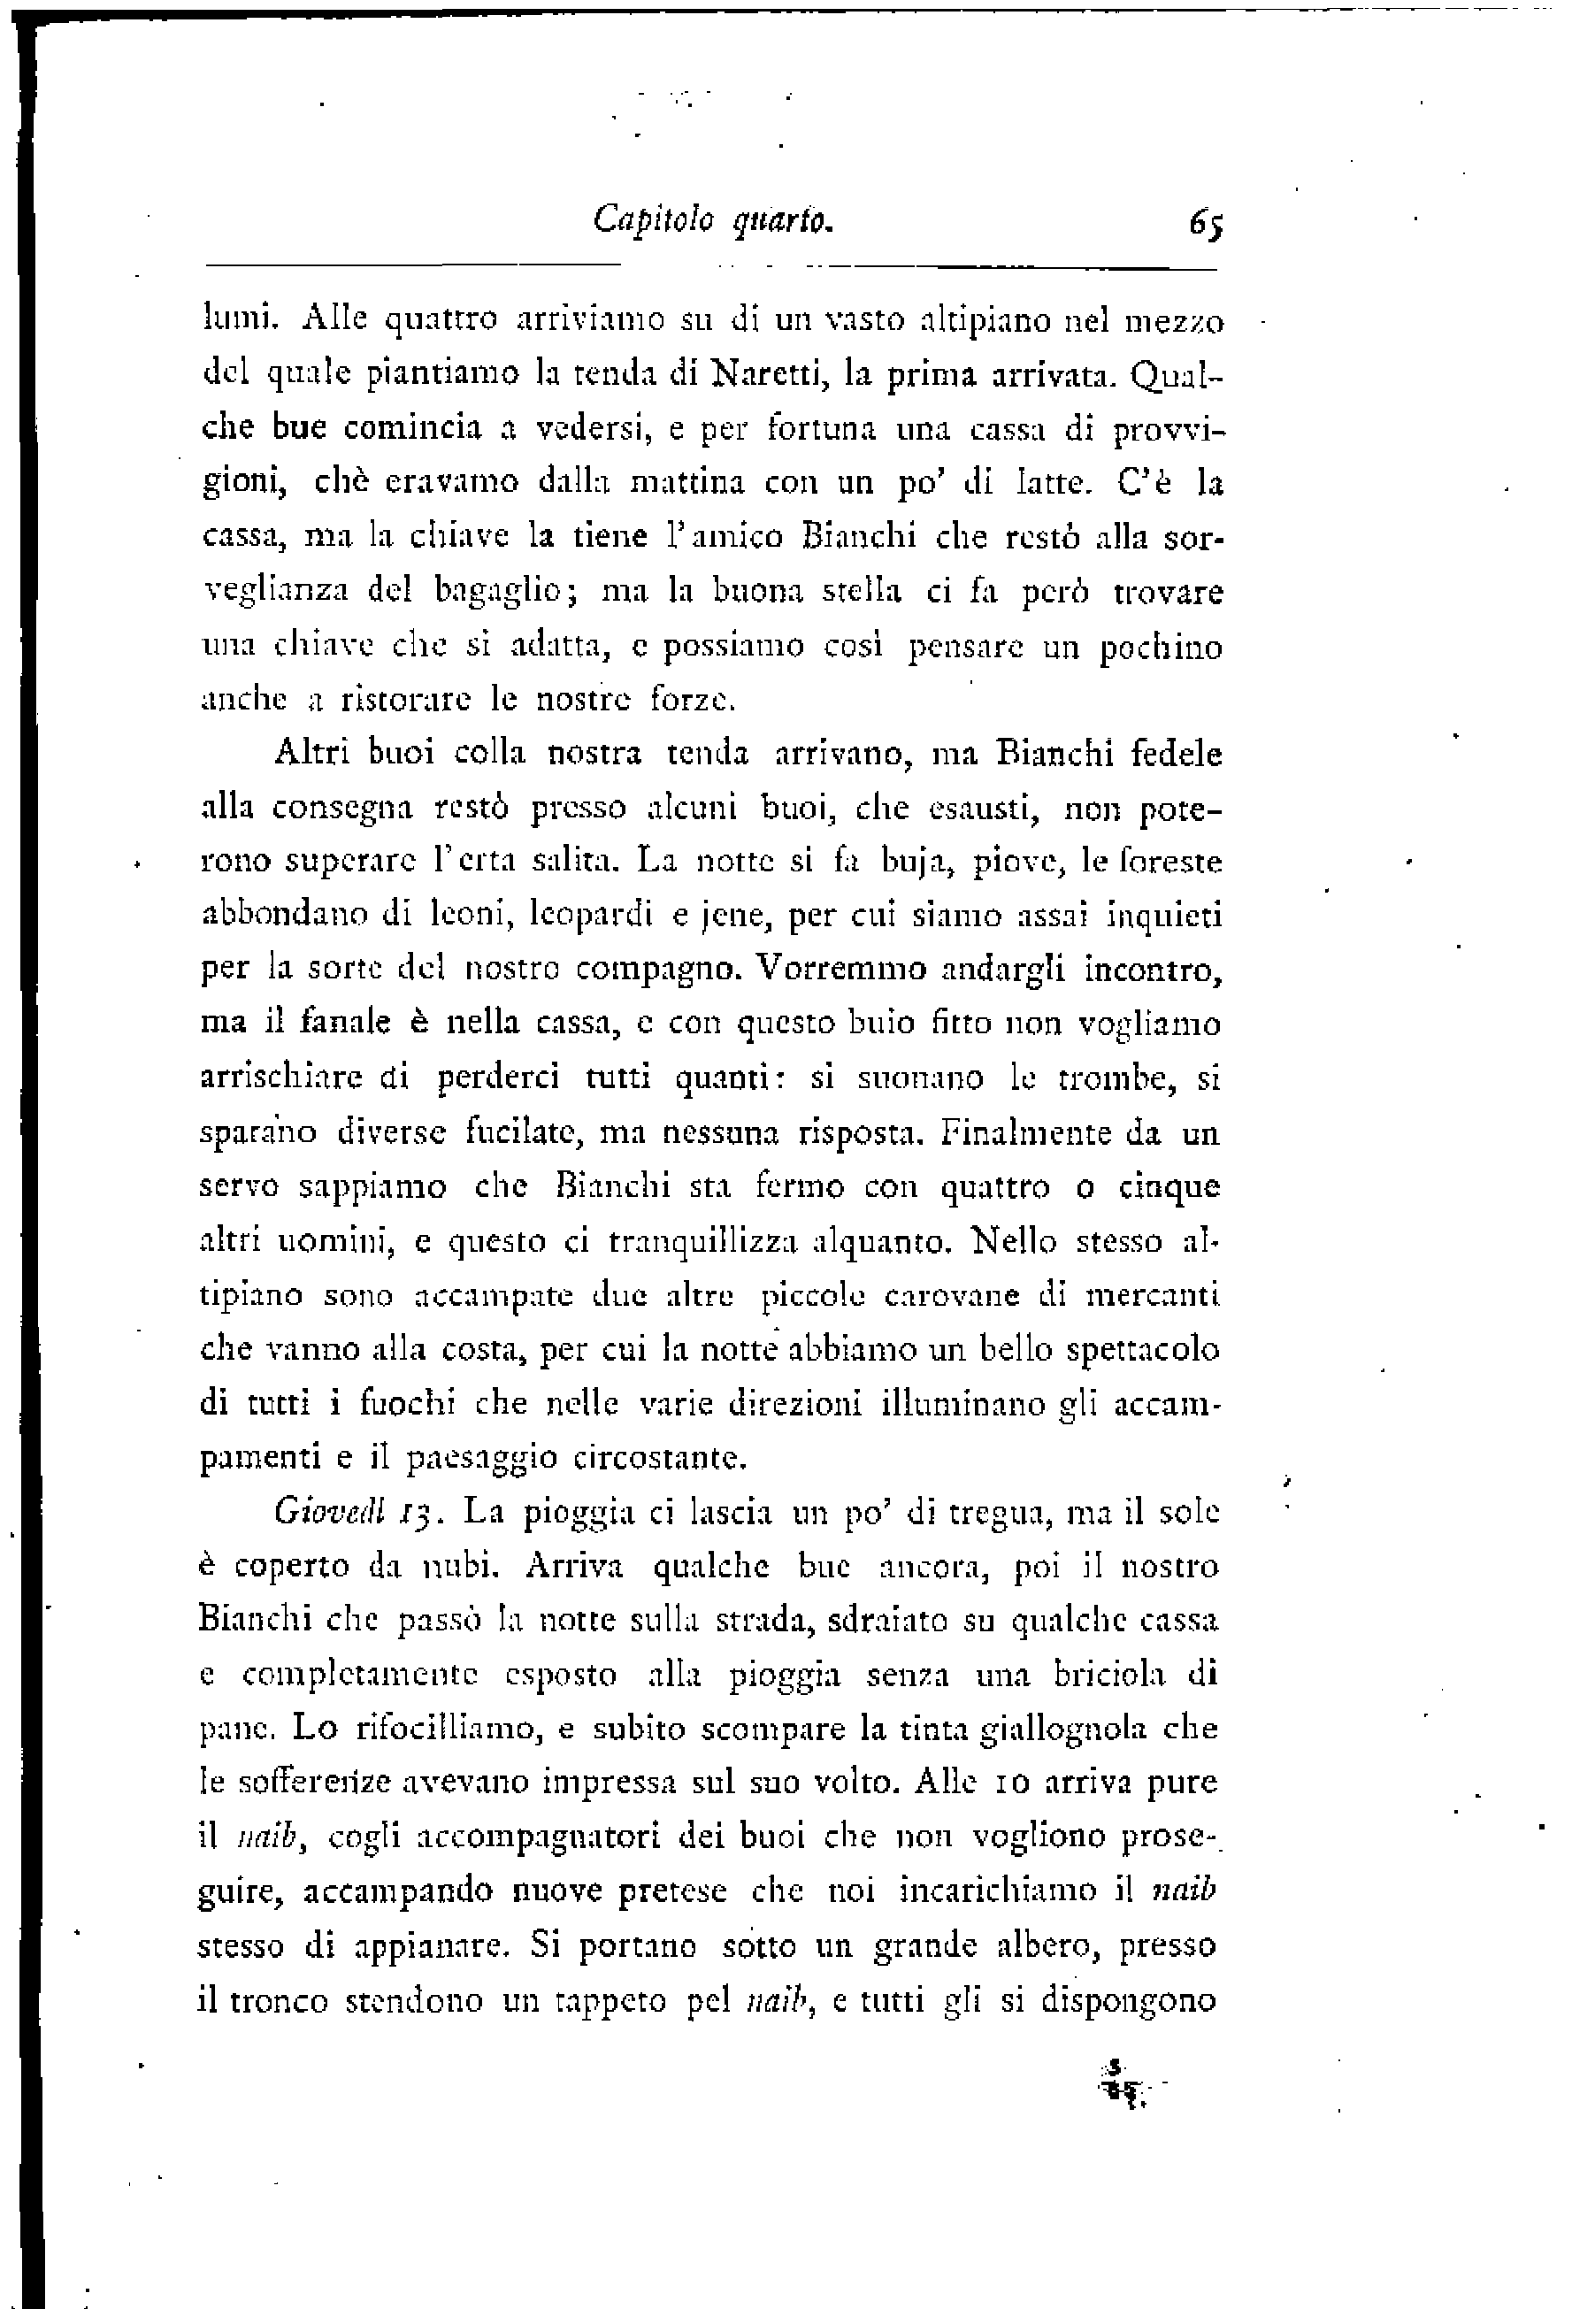 Capitolo quarto. 65
lumi. Alle quattro arriviamo su di un vasto altipiano nel mezzo
del quale piantiamo la tenda di Naretti, la prima arrivata. Qual-
che bue comincia a vedersi, e per fortuna una cassa di provvi-
gioni, chè eravamo dalla mattina con un po' di latte. C'è la
cassa, ma la chiave la tiene l'amico Bianchi che restò alla sor-
veglianza del bagaglio; ma la buona stella ci fa però trovare
una chiave che si adatta, e possiamo così pensare un pochino
anche a ristorare le nostre forze.
Altri buoi colla nostra tenda arrivano, ma Bianchi fedele
alla consegna restò presso alcuni buoi, che esausti, non pote-
rono superare l'erta salita. La notte si fa buja, piove, le foreste
abbondano di leoni, leopardi e jene, per cui siamo assai inquieti
per la sorte del nostro compagno. Vorremmo andargli incontro,
ma il fanale è nella cassa, e con questo buio fitto non vogliamo
arrischiare di perderci tutti quanti: si suonano le trombe, si
sparano diverse fucilate, ma nessuna risposta. Finalmente da un
servo sappiamo che Bianchi sta fermo con quattro o cinque
altri uomini, e questo ci tranquillizza alquanto. Nello stesso al-
tipiano sono accampate due altre piccole carovane di mercanti
che vanno alla costa, per cui la notte abbiamo un bello spettacolo
di tutti i fuochi che nelle varie direzioni illuminano gli accam-
pamenti e il paesaggio circostante.
Giovedì 13. La pioggia ci lascia un po' di tregua, ma il sole
è coperto da nubi. Arriva qualche bue ancora, poi il nostro
Bianchi che passò la notte sulla strada, sdraiato su qualche cassa
e completamente esposto alla pioggia senza una briciola di
pane. Lo rifocilliamo, e subito scompare la tinta giallognola che
le sofferenze avevano impressa sul suo volto. Alle 10 arriva pure
il naib, cogli accompagnatori dei buoi che non vogliono prose-
guire, accampando nuove pretese che noi incarichiamo il naib
stesso di appianare. Si portano sotto un grande albero, presso
il tronco stendono un tappeto pel naib, e tutti gli si dispongono